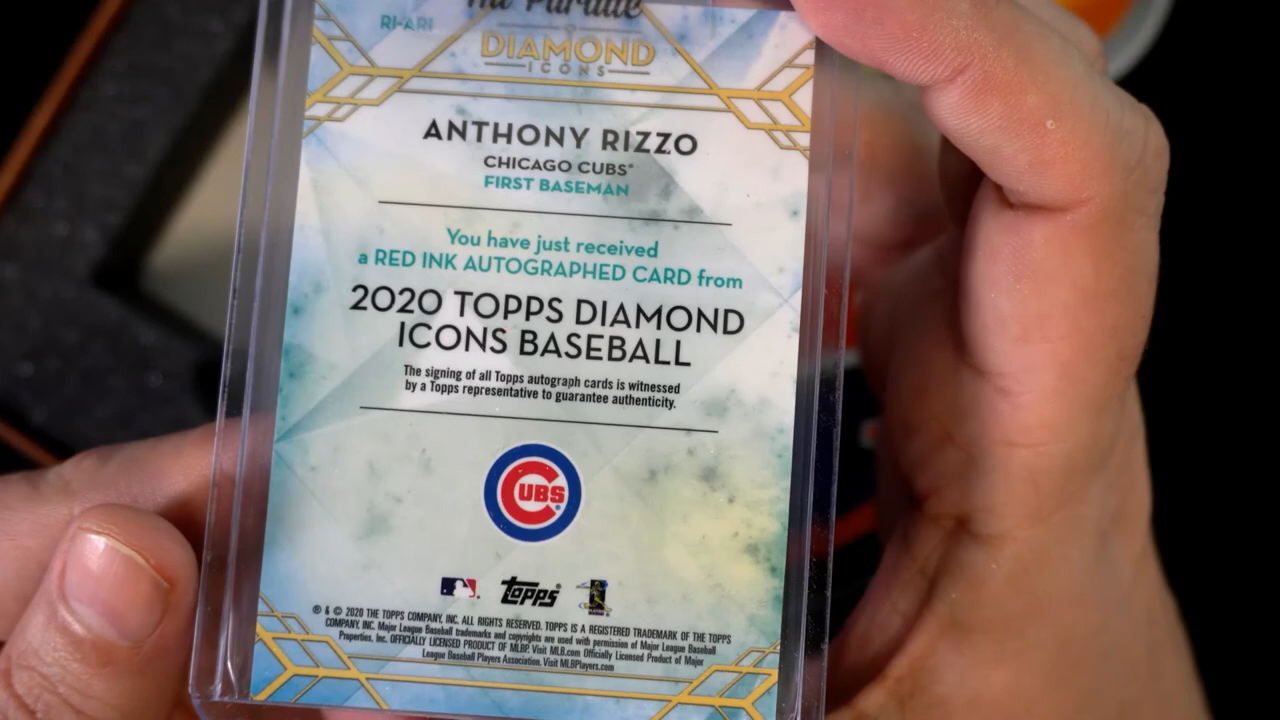 The Parade
RI-ARI
DIAMOND
ICONS
ANTHONY RIZZO
CHICAGO CUBS®
FIRST BASEMAN
You have just received
a RED INK AUTOGRAPHED CARD from
2020 TOPPS DIAMOND
ICONS BASEBALL
The signing of all Topps autograph cards is witnessed
by a Topps representative to guarantee authenticity.
CUBS
Topps
® & © 2020 THE TOPPS COMPANY, INC. ALL RIGHTS RESERVED. TOPPS IS A REGISTERED TRADEMARK OF THE TOPPS
COMPANY, INC. Major League Baseball trademarks and copyrights are used with permission of Major League Baseball
Properties, Inc. OFFICIALLY LICENSED PRODUCT OF MLBP. Visit MLB.com Officially Licensed Product of Major
League Baseball Players Association. Visit MLBPlayers.com